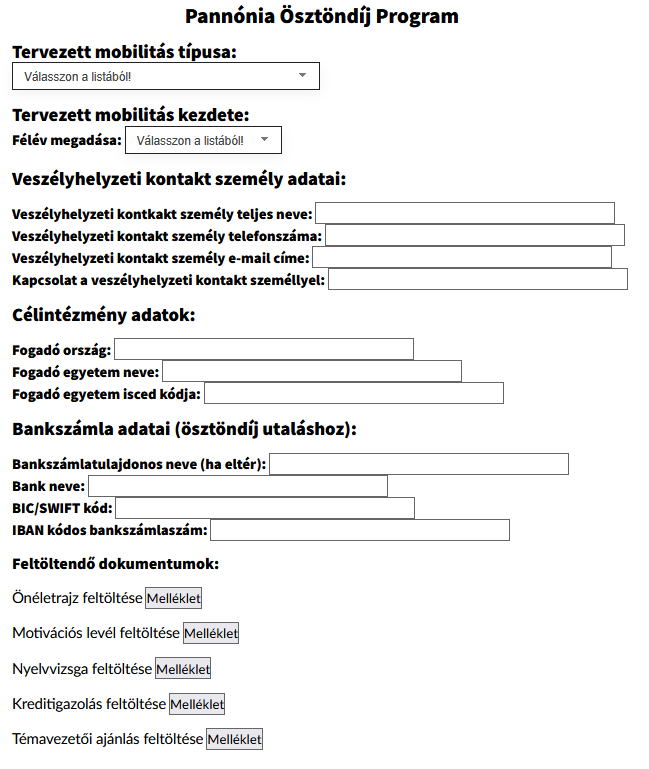 Pannónia Ösztöndíj Program
Tervezett mobilitás típusa:
Válasszon a listából!
Tervezett mobilitás kezdete:
Félév megadása: Válasszon a listából!
Veszélyhelyzeti kontakt személy adatai:
Veszélyhelyzeti kontkakt személy teljes neve:
Veszélyhelyzeti kontakt személy telefonszáma:
Veszélyhelyzeti kontakt személy e-mail címe:
Kapcsolat a veszélyhelyzeti kontakt személlyel:
Célintézmény adatok:
Fogadó ország:
Fogadó egyetem neve:
Fogadó egyetem isced kódja:
Bankszámla adatai (ösztöndíj utaláshoz):
Bankszámlatulajdonos neve (ha eltér):
Bank neve:
BIC/SWIFT kód:
IBAN kódos bankszámlaszám:
Feltöltendő dokumentumok:
Önéletrajz feltöltése Melléklet
Motivációs levél feltöltése Melléklet
Nyelvvizsga feltöltése Melléklet
Kreditigazolás feltöltése Melléklet
Témavezetői ajánlás feltöltése Melléklet